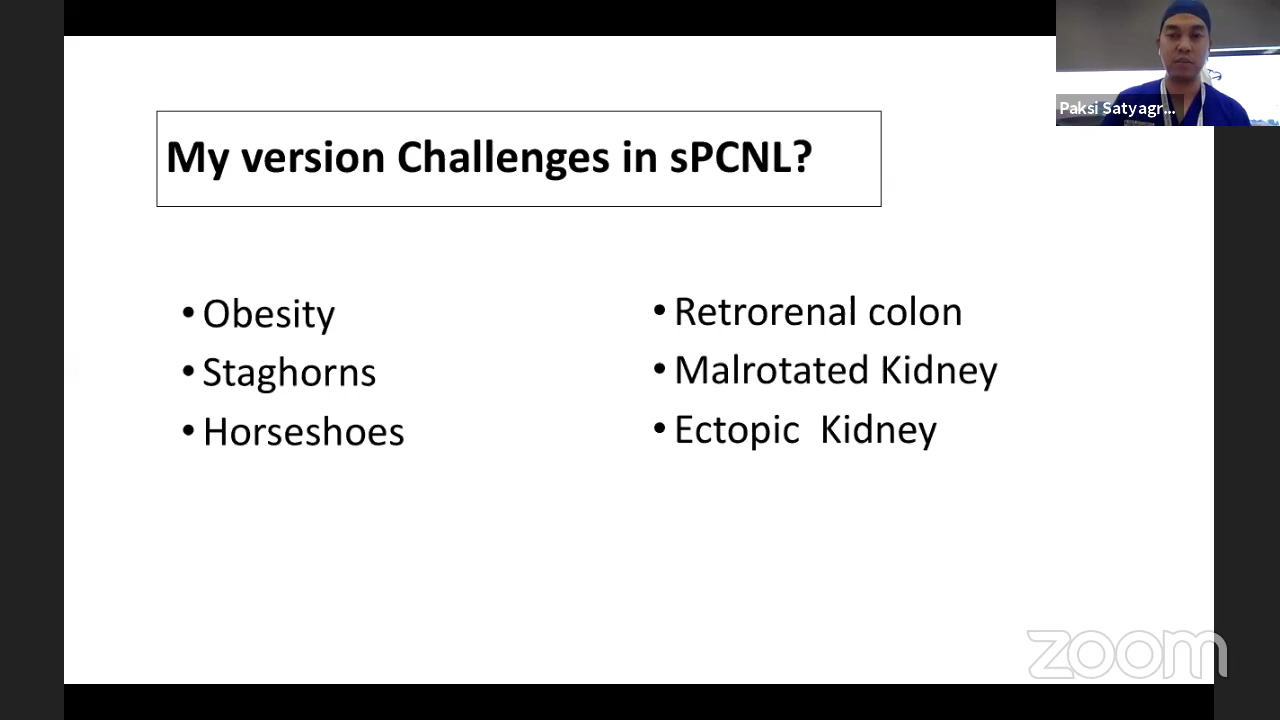 Paksi Satyagr...
My version Challenges in sPCNL?
• Obesity
• Staghorns
• Horseshoes
• Retrorenal colon
• Malrotated Kidney
• Ectopic Kidney
zoom